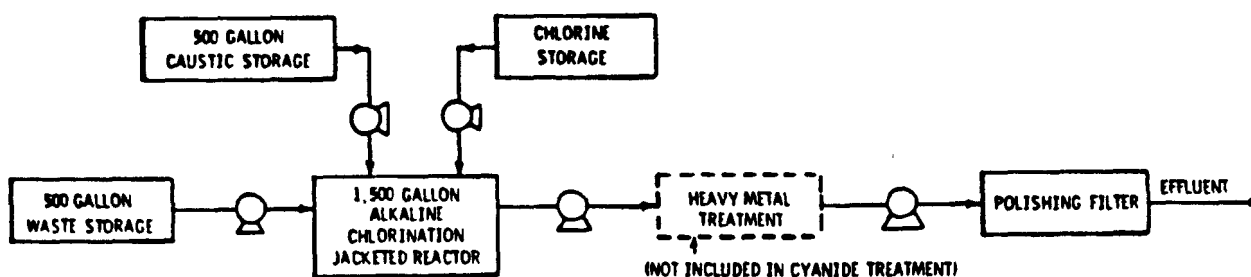 500 GALLON
CAUSTIC STORAGE
CHLORINE
STORAGE
500 GALLON
WASTE STORAGE
1,500 GALLON
ALKALINE
CHLORINATION
JACKETED REACTOR
HEAVY METAL
TREATMENT
(NOT INCLUDED IN CYANIDE TREATMENT)
POLISHING FILTER
EFFLUENT